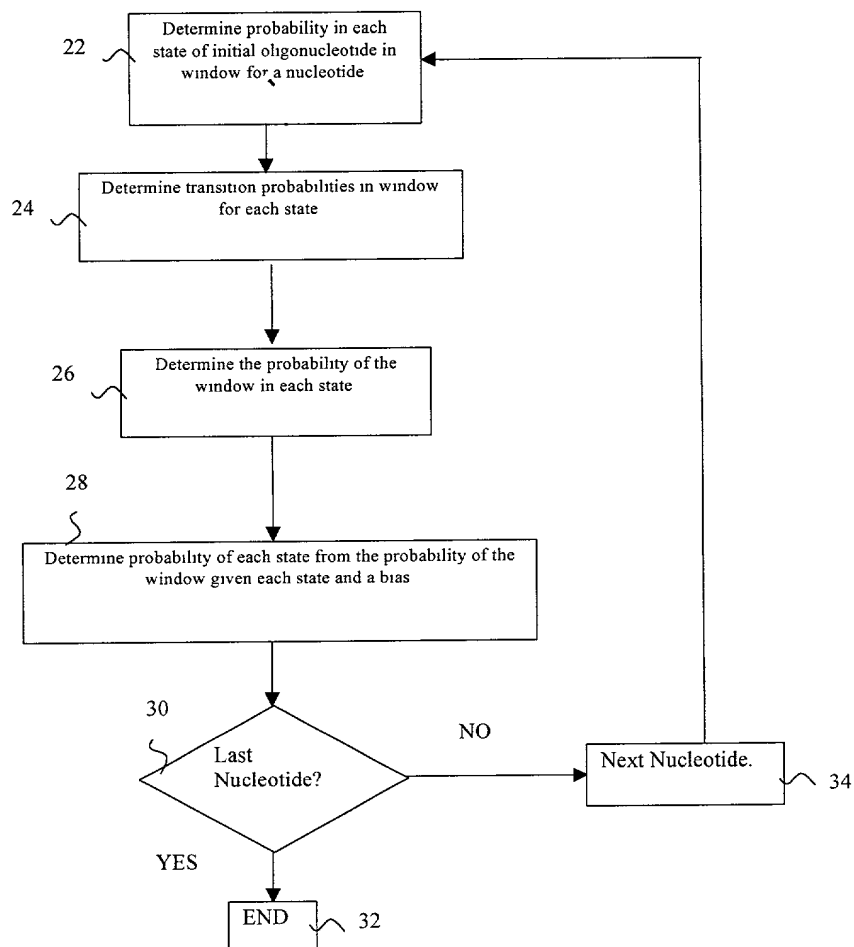 22
Determine probability in each
state of initial oligonucleotide in
window for a nucleotide
24
Determine transition probabilities in window
for each state
26
Determine the probability of the
window in each state
28
Determine probability of each state from the probability of the
window given each state and a bias
30
Last
Nucleotide?
NO
Next Nucleotide.
34
YES
END
32